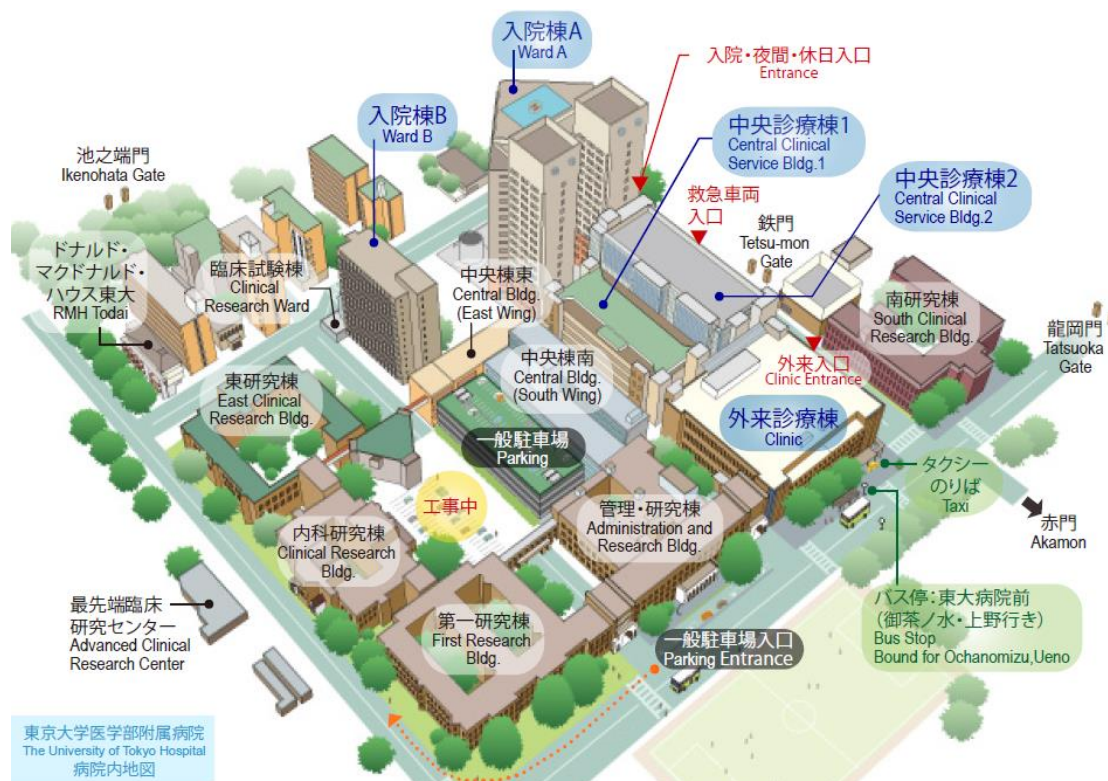 入院棟A
Ward A
入院・夜間・休日入口
Entrance
入院棟B
Ward B
中央診療棟1
Central Clinical
Service Bldg.1
池之端門
Ikenohata Gate
救急車両
入口
中央診療棟2
Central Clinical
Service Bldg.2
鉄門
Tetsu-mon
Gate
ドナルド・
マクドナルド・
ハウス東大
RMH Todai
臨床試験棟
Clinical
Research Ward
中央棟東
Central Bldg.
(East Wing)
南研究棟
South Clinical
Research Bldg.
龍岡門
Tatsuoka
Gate
中央棟南
Central Bldg.
(South Wing)
外来入口
Clinic Entrance
東研究棟
East Clinical
Research Bldg.
外来診療棟
Clinic
一般駐車場
Parking
タクシー
のりば
Taxi
工事中
管理・研究棟
Administration and
Research Bldg.
赤門
Akamon
内科研究棟
Clinical Research
Bldg.
バス停：東大病院前
（御茶ノ水・上野行き）
Bus Stop
Bound for Ochanomizu,Ueno
最先端臨床
研究センター
Advanced Clinical
Research Center
第一研究棟
First Research
Bldg.
一般駐車場入口
Parking Entrance
東京大学医学部附属病院
The University of Tokyo Hospital
病院内地図